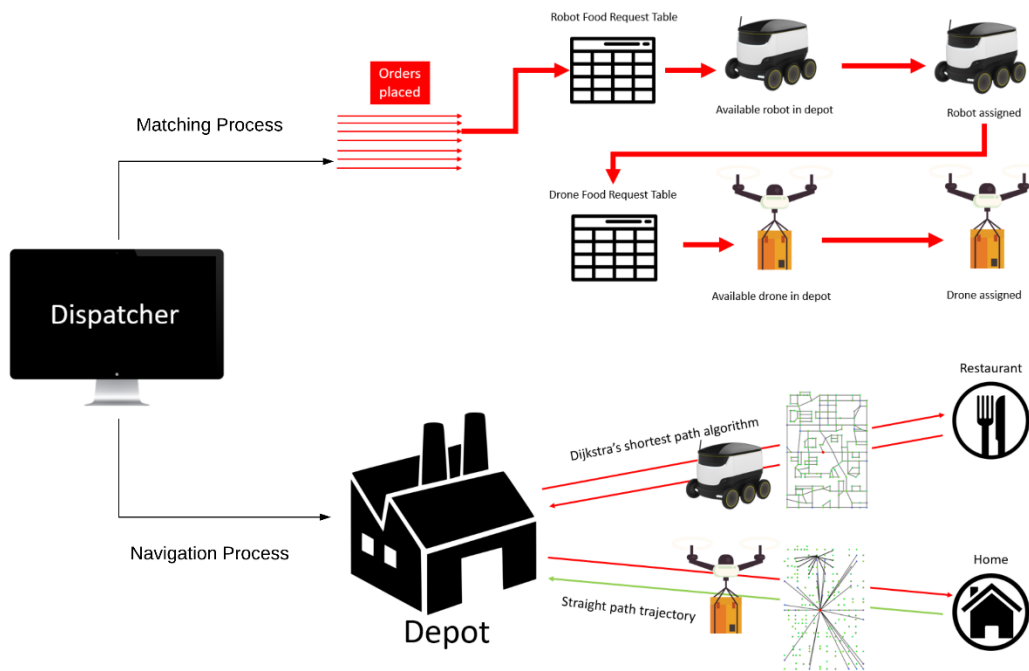 Robot Food Request Table
Orders
placed
Available robot in depot
Robot assigned
Matching Process
Drone Food Request Table
Available drone in depot
Drone assigned
Dispatcher
Restaurant
Dijkstra's shortest path algorithm
Navigation Process
Home
Straight path trajectory
Depot